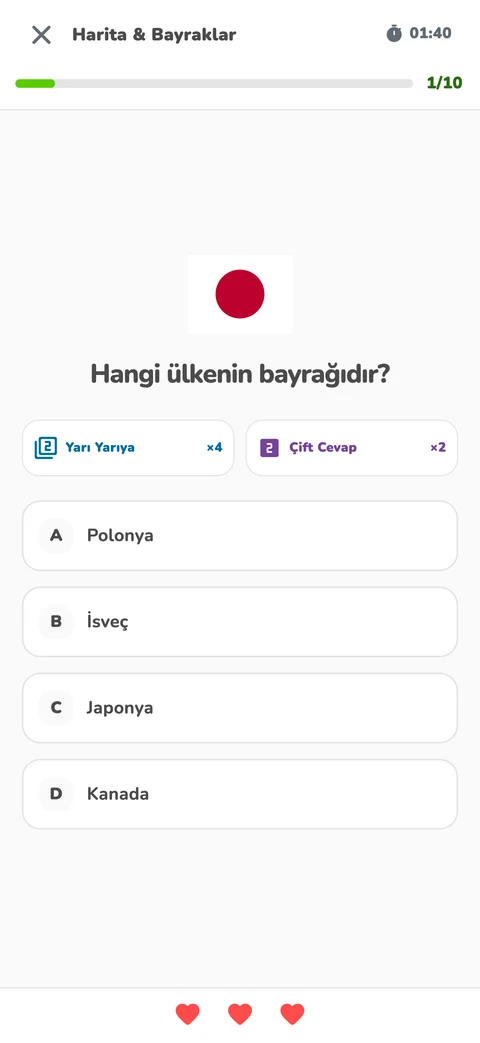 Harita & Bayraklar
01:40
1/10
Hangi ülkenin bayrağıdır?
2 Yarı Yarıya ×4
2 Çift Cevap ×2
A Polonya
B İsveç
C Japonya
D Kanada